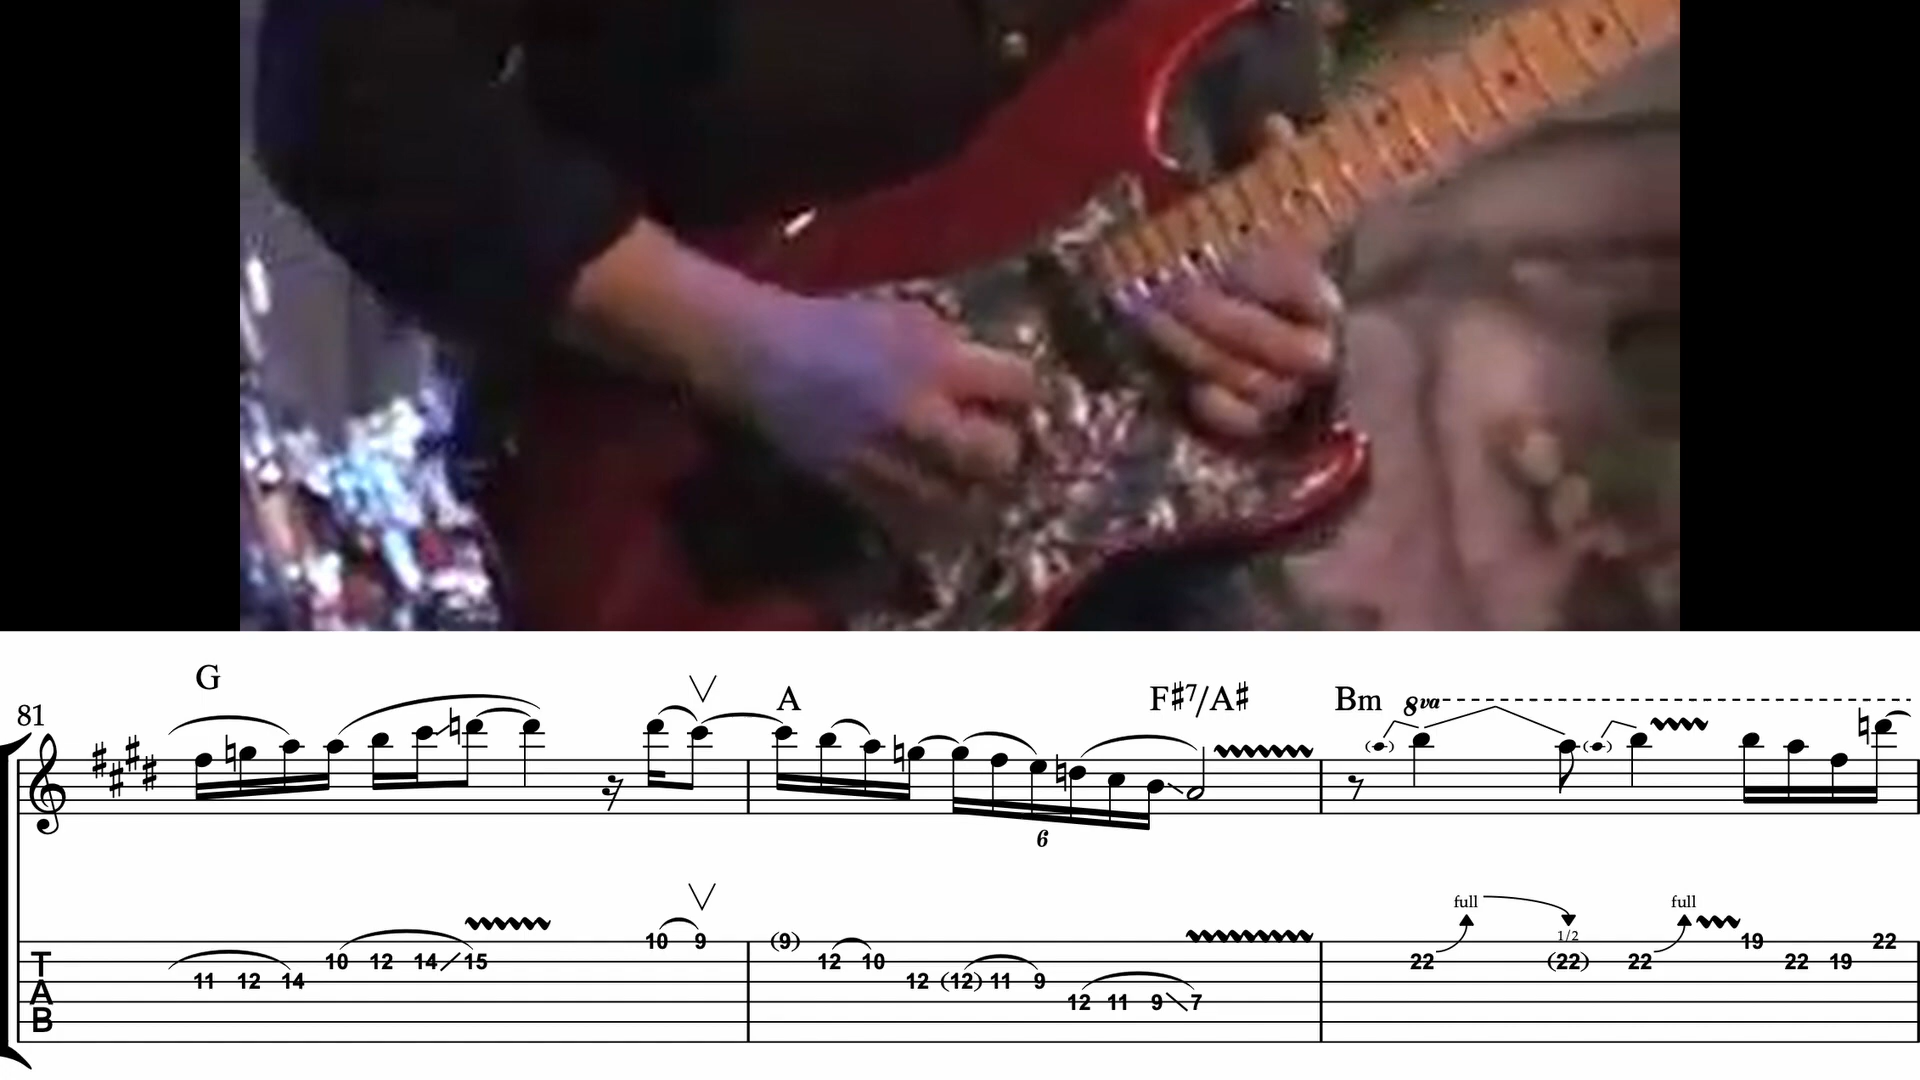 G
81
A F♯7/A♯ Bm 8va
6
full full
10 9 (9) 1/2 19 22
T 10 12 14 15 12 10 22 (22) 22 22 19
11 12 14 12 (12) 11 9
A 12 11 9 7
B